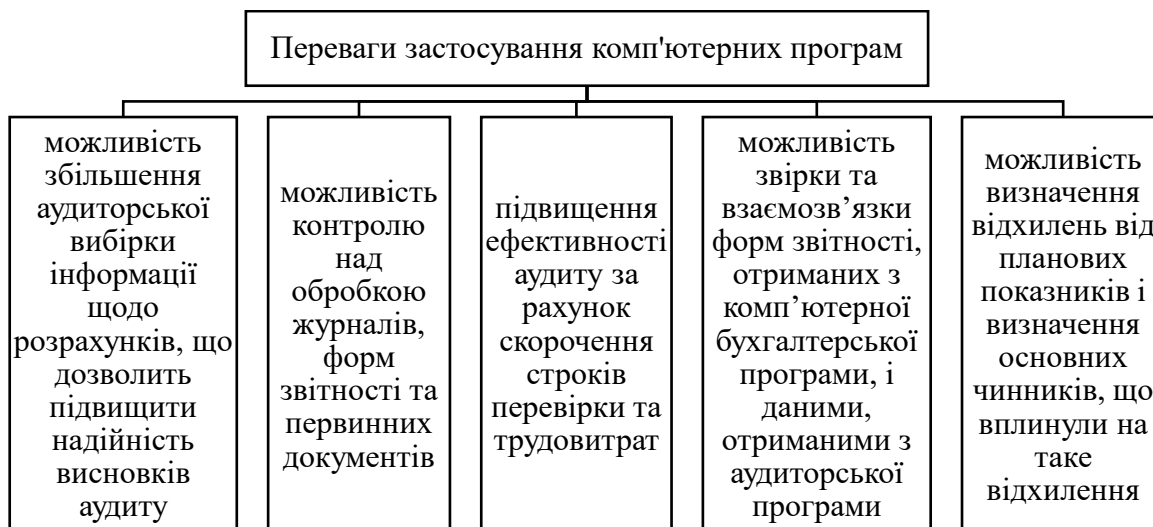 Переваги застосування комп'ютерних програм
можливість
збільшення
аудиторської
вибірки
інформації
щодо
розрахунків, що
дозволить
підвищити
надійність
висновків
аудиту
можливість
контролю
над
обробкою
журналів,
форм
звітності та
первинних
документів
підвищення
ефективності
аудиту за
рахунок
скорочення
строків
перевірки та
трудовитрат
можливість
звірки та
взаємозв’язки
форм звітності,
отриманих з
комп’ютерної
бухгалтерської
програми, і
даними,
отриманими з
аудиторської
програми
можливість
визначення
відхилень від
планових
показників і
визначення
основних
чинників, що
вплинули на
таке
відхилення